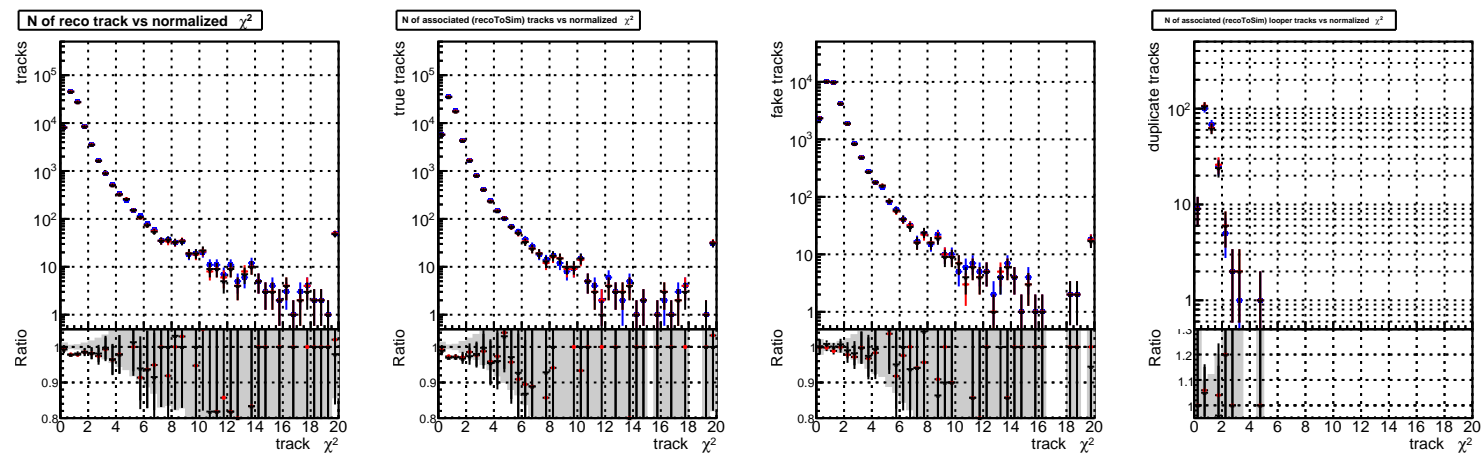 N of reco track vs normalized χ²
tracks
10⁵
10⁴
10³
10²
10
1
Ratio
1
0.9
0.8
0 2 4 6 8 10 12 14 16 18 20
track χ²
N of associated (recoToSim) tracks vs normalized χ²
true tracks
10⁵
10⁴
10³
10²
10
1
Ratio
1
0.9
0.8
0 2 4 6 8 10 12 14 16 18 20
track χ²
fake tracks
10⁴
10³
10²
10
1
Ratio
1
0.9
0.8
0 2 4 6 8 10 12 14 16 18 20
track χ²
N of associated (recoToSim) looper tracks vs normalized χ²
duplicate tracks
10²
10
1
Ratio
1.3
1.2
1.1
1
0 2 4 6 8 10 12 14 16 18 20
track χ²